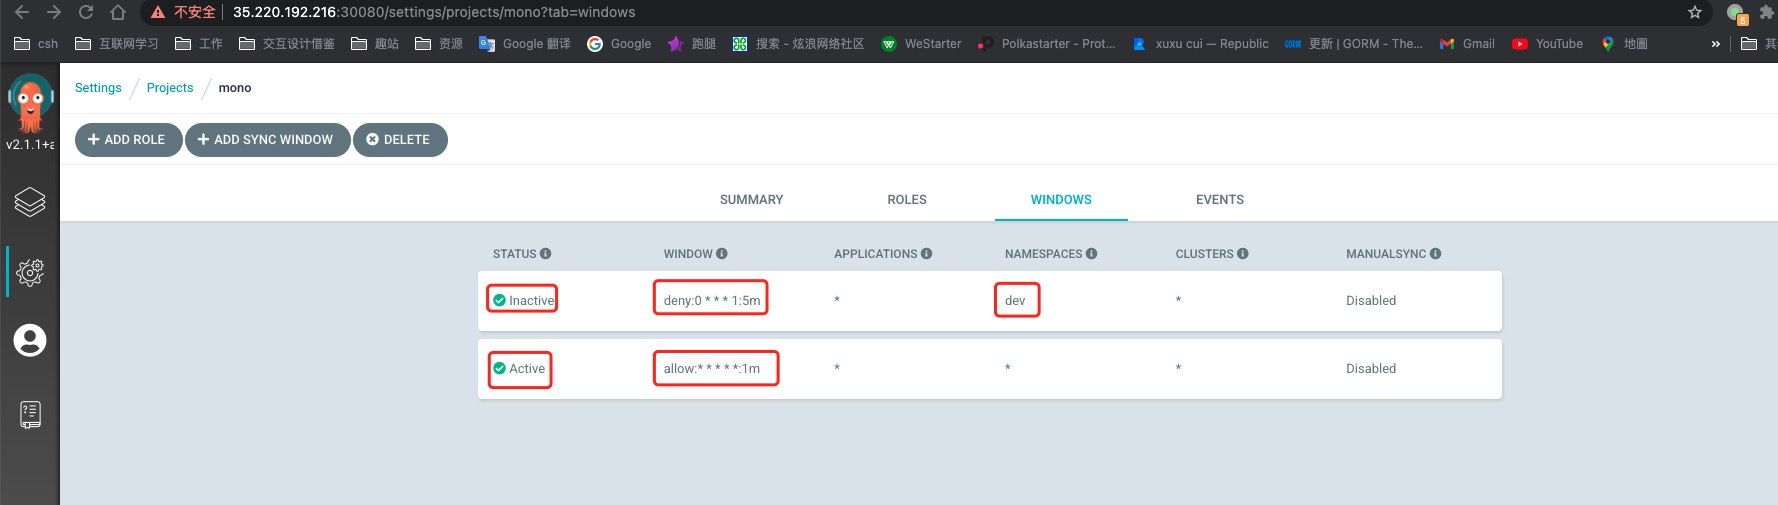 不安全 35.220.192.216:30080/settings/projects/mono?tab=windows 5
csh 互联网学习 工作 交互设计借鉴 趣站 资源 Google 翻译 Google 跑腿 搜索 - 炫浪网络社区 WeStarter Polkastarter - Prot... xuxu cui — Republic GORM 更新 | GORM - The... Gmail YouTube 地圖 » 其
Settings / Projects / mono
v2.1.1+a
ADD ROLE ADD SYNC WINDOW DELETE
SUMMARY ROLES WINDOWS EVENTS
STATUS WINDOW APPLICATIONS NAMESPACES CLUSTERS MANUALSYNC
Inactive deny:0 * * * 1:5m * dev * Disabled
Active allow:* * * * *:1m * * * Disabled